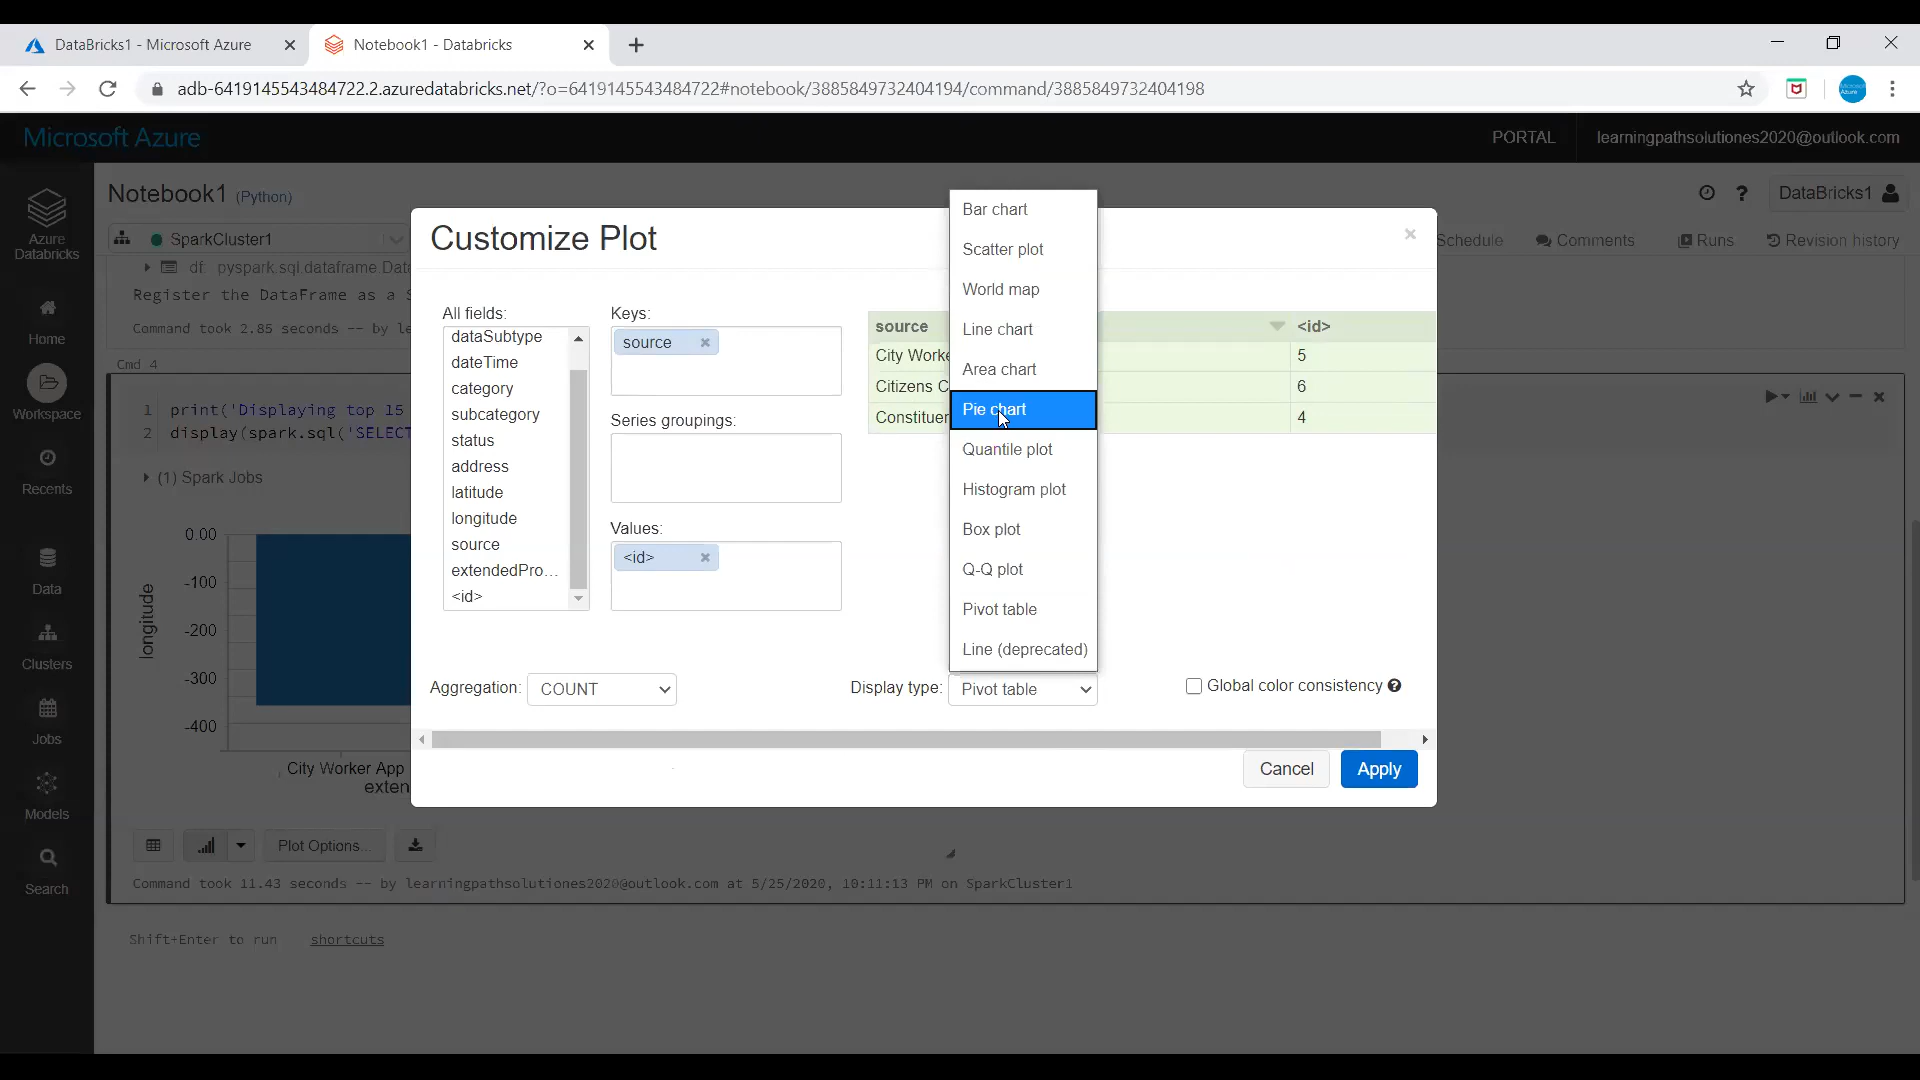 DataBricks1 - Microsoft Azure
Notebook1 - Databricks
adb-6419145543484722.2.azuredatabricks.net/?o=6419145543484722#notebook/3885849732404194/command/3885849732404198
Microsoft Azure
PORTAL
learningpathsolutiones2020@outlook.com
Notebook1 (Python)
DataBricks1
SparkCluster1
Schedule
Comments
Runs
Revision history
Azure
Databricks
Home
Workspace
Recents
Data
Clusters
Jobs
Models
Search
df: pyspark.sql.dataframe.Dat
Register the DataFrame as a S
Command took 2.85 seconds -- by le
Cmd 4
1 print('Displaying top 15
2 display(spark.sql('SELECT
(1) Spark Jobs
0.00
-100
-200
-300
-400
longitude
City Worker App
exten
Customize Plot
All fields:
dataSubtype
dateTime
category
subcategory
status
address
latitude
longitude
source
extendedPro...
<id>
Keys:
source
Series groupings:
Values:
<id>
source <id>
City Worke 5
Citizens C 6
Constituer 4
Bar chart
Scatter plot
World map
Line chart
Area chart
Pie chart
Quantile plot
Histogram plot
Box plot
Q-Q plot
Pivot table
Line (deprecated)
Aggregation: COUNT
Display type: Pivot table
Global color consistency
Cancel
Apply
Plot Options...
Command took 11.43 seconds -- by learningpathsolutiones2020@outlook.com at 5/25/2020, 10:11:13 PM on SparkCluster1
Shift+Enter to run shortcuts